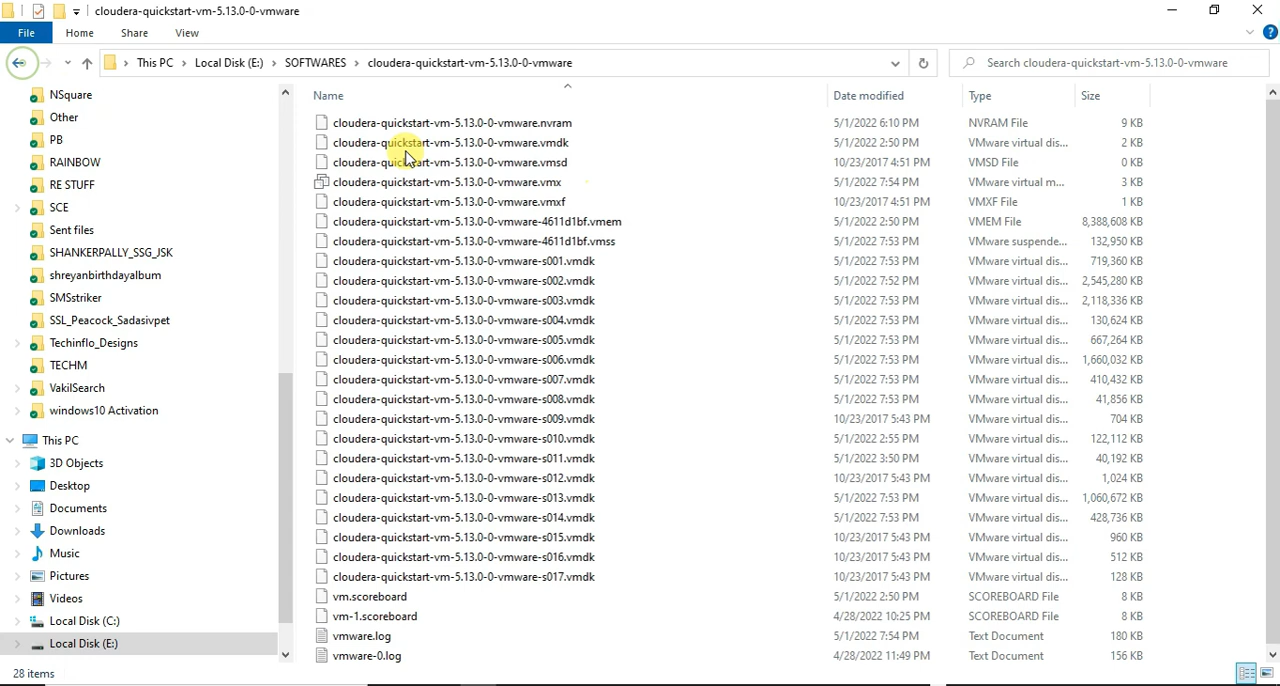 cloudera-quickstart-vm-5.13.0-0-vmware
File Home Share View
This PC Local Disk (E:) SOFTWARES cloudera-quickstart-vm-5.13.0-0-vmware Search cloudera-quickstart-vm-5.13.0-0-vmware
NSquare
Other
PB
RAINBOW
RE STUFF
SCE
Sent files
SHANKERPALLY_SSG_JSK
shreyanbirthdayalbum
SMSstriker
SSL_Peacock_Sadasivpet
Techinflo_Designs
TECHM
VakilSearch
windows10 Activation
This PC
3D Objects
Desktop
Documents
Downloads
Music
Pictures
Videos
Local Disk (C:)
Local Disk (E:)
Name Date modified Type Size
cloudera-quickstart-vm-5.13.0-0-vmware.nvram 5/1/2022 6:10 PM NVRAM File 9 KB
cloudera-quickstart-vm-5.13.0-0-vmware.vmdk 5/1/2022 2:50 PM VMware virtual dis... 2 KB
cloudera-quickstart-vm-5.13.0-0-vmware.vmsd 10/23/2017 4:51 PM VMSD File 0 KB
cloudera-quickstart-vm-5.13.0-0-vmware.vmx 5/1/2022 7:54 PM VMware virtual m... 3 KB
cloudera-quickstart-vm-5.13.0-0-vmware.vmxf 10/23/2017 4:51 PM VMXF File 1 KB
cloudera-quickstart-vm-5.13.0-0-vmware-4611d1bf.vmem 5/1/2022 2:50 PM VMEM File 8,388,608 KB
cloudera-quickstart-vm-5.13.0-0-vmware-4611d1bf.vmss 5/1/2022 7:53 PM VMware suspende... 132,950 KB
cloudera-quickstart-vm-5.13.0-0-vmware-s001.vmdk 5/1/2022 7:53 PM VMware virtual dis... 719,360 KB
cloudera-quickstart-vm-5.13.0-0-vmware-s002.vmdk 5/1/2022 7:52 PM VMware virtual dis... 2,545,280 KB
cloudera-quickstart-vm-5.13.0-0-vmware-s003.vmdk 5/1/2022 7:53 PM VMware virtual dis... 2,118,336 KB
cloudera-quickstart-vm-5.13.0-0-vmware-s004.vmdk 5/1/2022 7:53 PM VMware virtual dis... 130,624 KB
cloudera-quickstart-vm-5.13.0-0-vmware-s005.vmdk 5/1/2022 7:53 PM VMware virtual dis... 667,264 KB
cloudera-quickstart-vm-5.13.0-0-vmware-s006.vmdk 5/1/2022 7:53 PM VMware virtual dis... 1,660,032 KB
cloudera-quickstart-vm-5.13.0-0-vmware-s007.vmdk 5/1/2022 7:53 PM VMware virtual dis... 410,432 KB
cloudera-quickstart-vm-5.13.0-0-vmware-s008.vmdk 5/1/2022 7:53 PM VMware virtual dis... 41,856 KB
cloudera-quickstart-vm-5.13.0-0-vmware-s009.vmdk 10/23/2017 5:43 PM VMware virtual dis... 704 KB
cloudera-quickstart-vm-5.13.0-0-vmware-s010.vmdk 5/1/2022 2:55 PM VMware virtual dis... 122,112 KB
cloudera-quickstart-vm-5.13.0-0-vmware-s011.vmdk 5/1/2022 3:50 PM VMware virtual dis... 40,192 KB
cloudera-quickstart-vm-5.13.0-0-vmware-s012.vmdk 10/23/2017 5:43 PM VMware virtual dis... 1,024 KB
cloudera-quickstart-vm-5.13.0-0-vmware-s013.vmdk 5/1/2022 7:53 PM VMware virtual dis... 1,060,672 KB
cloudera-quickstart-vm-5.13.0-0-vmware-s014.vmdk 5/1/2022 7:53 PM VMware virtual dis... 428,736 KB
cloudera-quickstart-vm-5.13.0-0-vmware-s015.vmdk 10/23/2017 5:43 PM VMware virtual dis... 960 KB
cloudera-quickstart-vm-5.13.0-0-vmware-s016.vmdk 10/23/2017 5:43 PM VMware virtual dis... 512 KB
cloudera-quickstart-vm-5.13.0-0-vmware-s017.vmdk 10/23/2017 5:43 PM VMware virtual dis... 128 KB
vm.scoreboard 5/1/2022 2:50 PM SCOREBOARD File 8 KB
vm-1.scoreboard 4/28/2022 10:25 PM SCOREBOARD File 8 KB
vmware.log 5/1/2022 7:54 PM Text Document 180 KB
vmware-0.log 4/28/2022 11:49 PM Text Document 156 KB
28 items